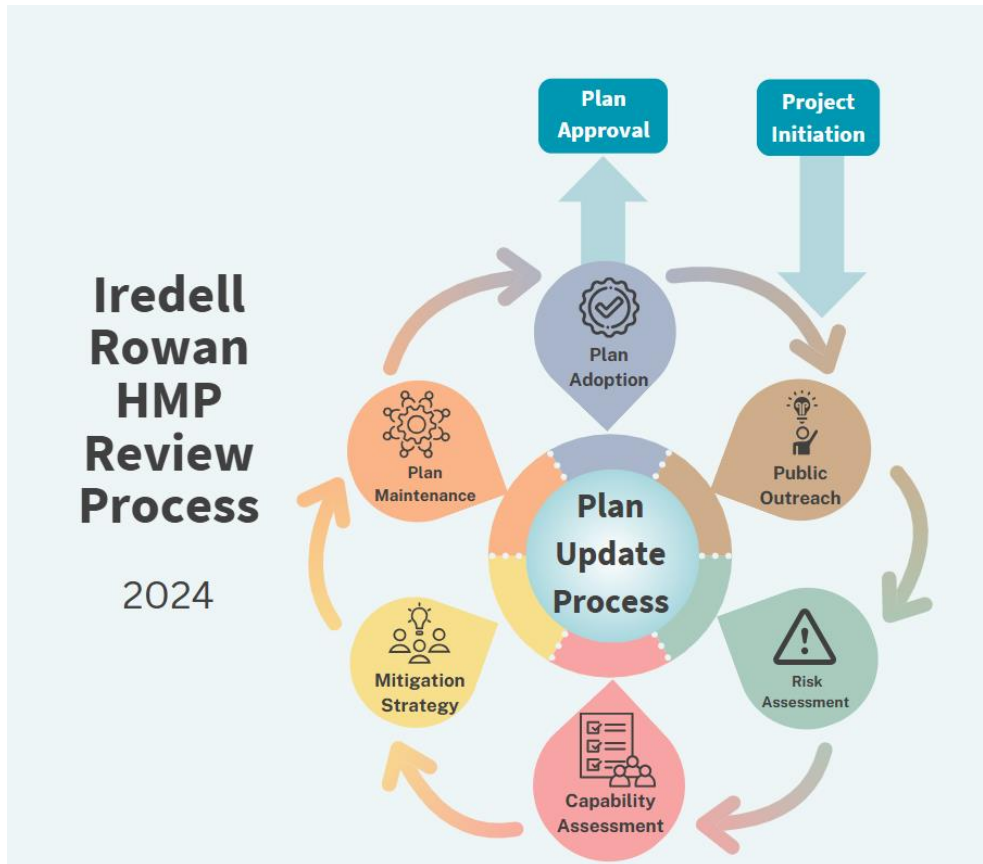 Iredell
Rowan
HMP
Review
Process
2024
Plan
Approval
Project
Initiation
Plan
Adoption
Public
Outreach
Risk
Assessment
Capability
Assessment
Mitigation
Strategy
Plan
Maintenance
Plan
Update
Process